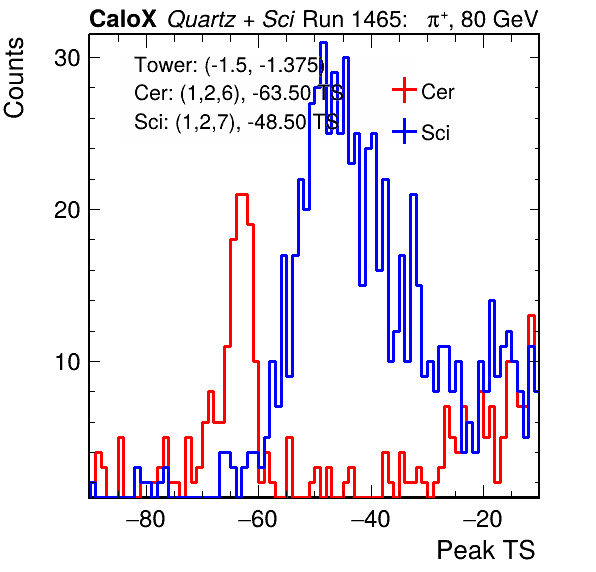 CaloX Quartz + Sci Run 1465: π⁺, 80 GeV
Counts
30
20
10
Tower: (-1.5, -1.375)
Cer: (1,2,6), -63.50 TS
Sci: (1,2,7), -48.50 TS
Cer
Sci
−80 −60 −40 −20
Peak TS